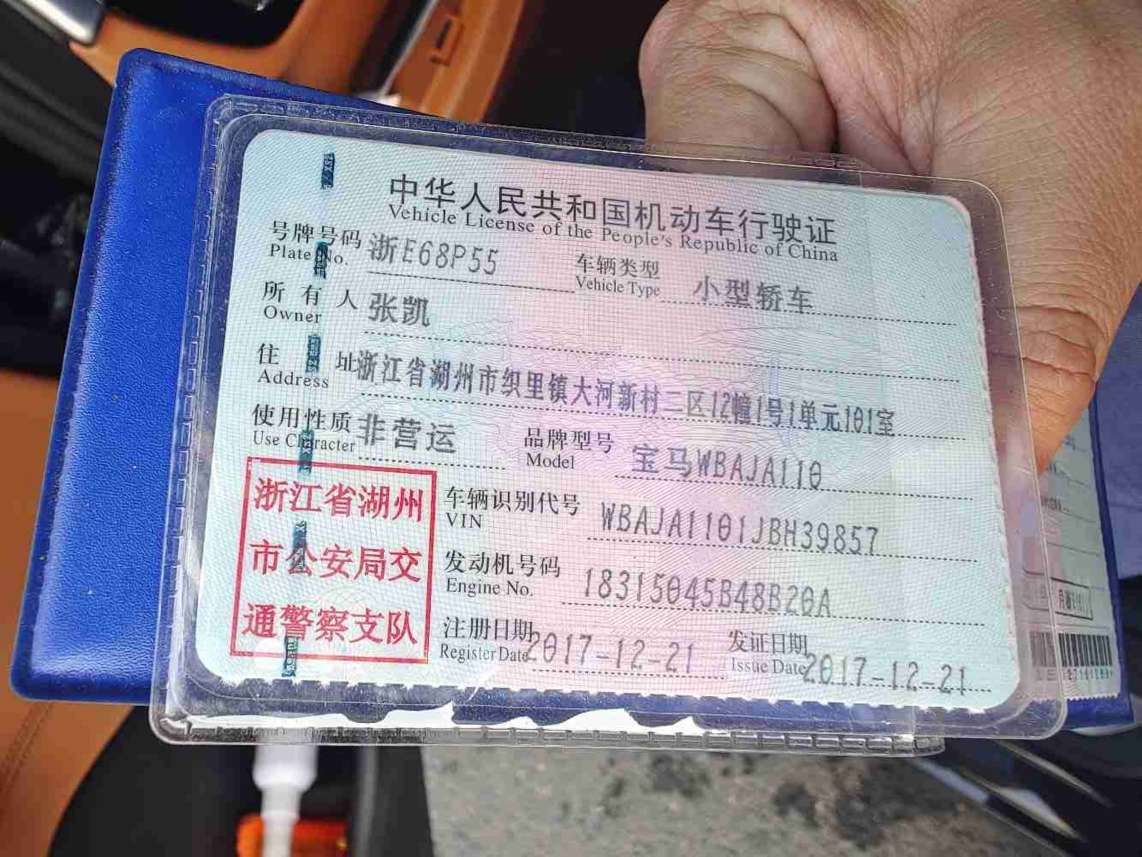 中华人民共和国机动车行驶证
Vehicle License of the People's Republic of China
号牌号码 浙E68P55 车辆类型 小型轿车
Plate No. Vehicle Type
所有人 张凯
Owner
住址 浙江省湖州市织里镇大河新村三区12幢1号1单元101室
Address
使用性质 非营运 品牌型号 宝马WBAJA110
Use Character Model
浙江省湖州
市公安局交
通警察支队
车辆识别代号 WBAJA1101JBH39857
VIN
发动机号码 18315045B48B20A
Engine No.
注册日期 2017-12-21 发证日期 2017-12-21
Register Date Issue Date